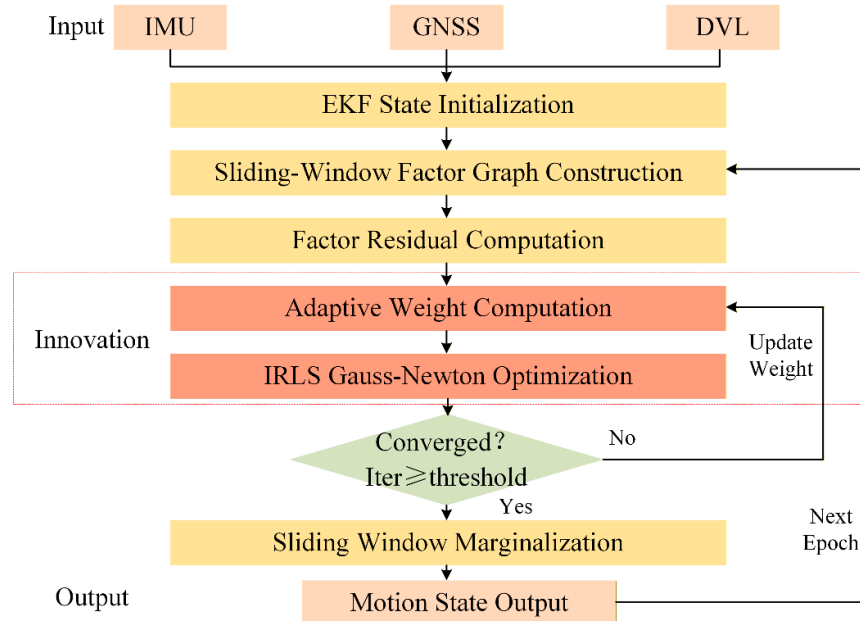 Input
IMU
GNSS
DVL
EKF State Initialization
Sliding-Window Factor Graph Construction
Factor Residual Computation
Innovation
Adaptive Weight Computation
IRLS Gauss-Newton Optimization
Update
Weight
Converged?
Iter≥threshold
No
Yes
Sliding Window Marginalization
Next
Epoch
Output
Motion State Output